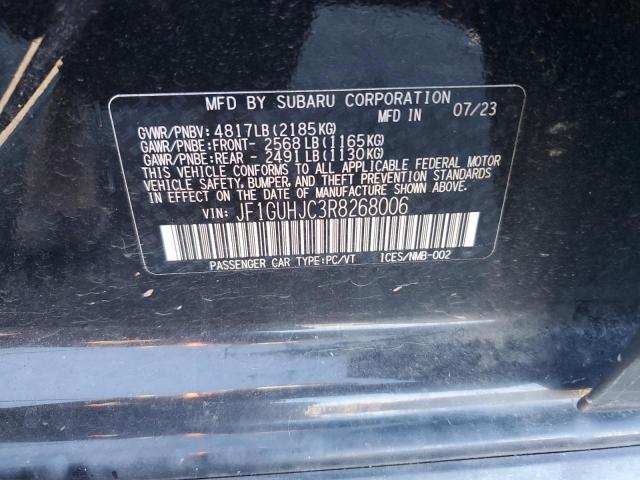 MFD BY SUBARU CORPORATION
MFD IN 07/23
GVWR/PNBV: 4817LB(2185KG)
GAWR/PNBE:FRONT- 2568LB(1165KG)
GAWR/PNBE:REAR - 2491LB(1130KG)
THIS VEHICLE CONFORMS TO ALL APPLICABLE FEDERAL MOTOR
VEHICLE SAFETY, BUMPER, AND THEFT PREVENTION STANDARDS
IN EFFECT ON THE DATE OF MANUFACTURE SHOWN ABOVE.
VIN: JF1GUHJC3R8268006
PASSENGER CAR TYPE:PC/VT ICES/NMB-002